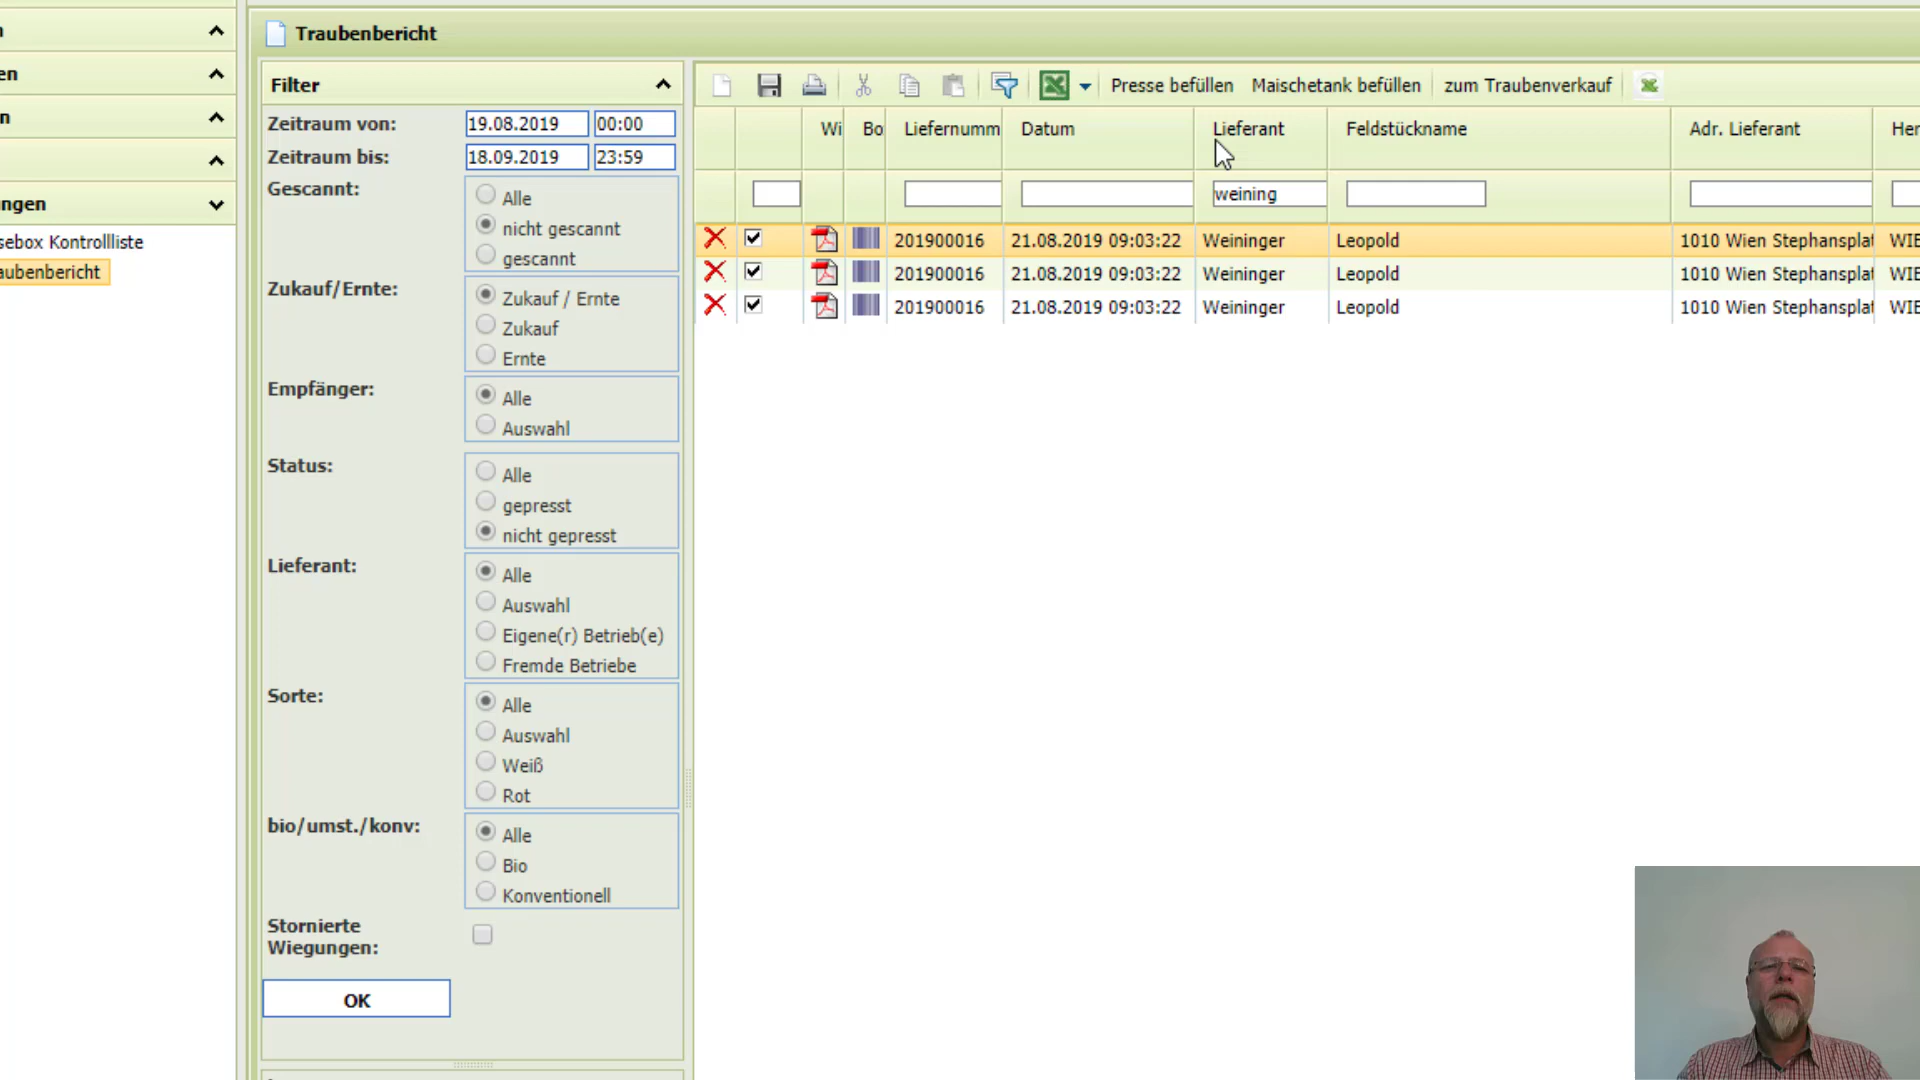 Traubenbericht
n
en
n
ngen
sebox Kontrollliste
aubenbericht
Filter
Zeitraum von: 19.08.2019 00:00
Zeitraum bis: 18.09.2019 23:59
Gescannt:
Alle
nicht gescannt
gescannt
Zukauf/Ernte:
Zukauf / Ernte
Zukauf
Ernte
Empfänger:
Alle
Auswahl
Status:
Alle
gepresst
nicht gepresst
Lieferant:
Alle
Auswahl
Eigene(r) Betrieb(e)
Fremde Betriebe
Sorte:
Alle
Auswahl
Weiß
Rot
bio/umst./konv:
Alle
Bio
Konventionell
Stornierte
Wiegungen:
OK
Presse befüllen Maischetank befüllen zum Traubenverkauf
Wi Bo Liefernumm Datum Lieferant Feldstückname Adr. Lieferant Her
weining
201900016 21.08.2019 09:03:22 Weininger Leopold 1010 Wien Stephansplat WIE
201900016 21.08.2019 09:03:22 Weininger Leopold 1010 Wien Stephansplat WIE
201900016 21.08.2019 09:03:22 Weininger Leopold 1010 Wien Stephansplat WIE